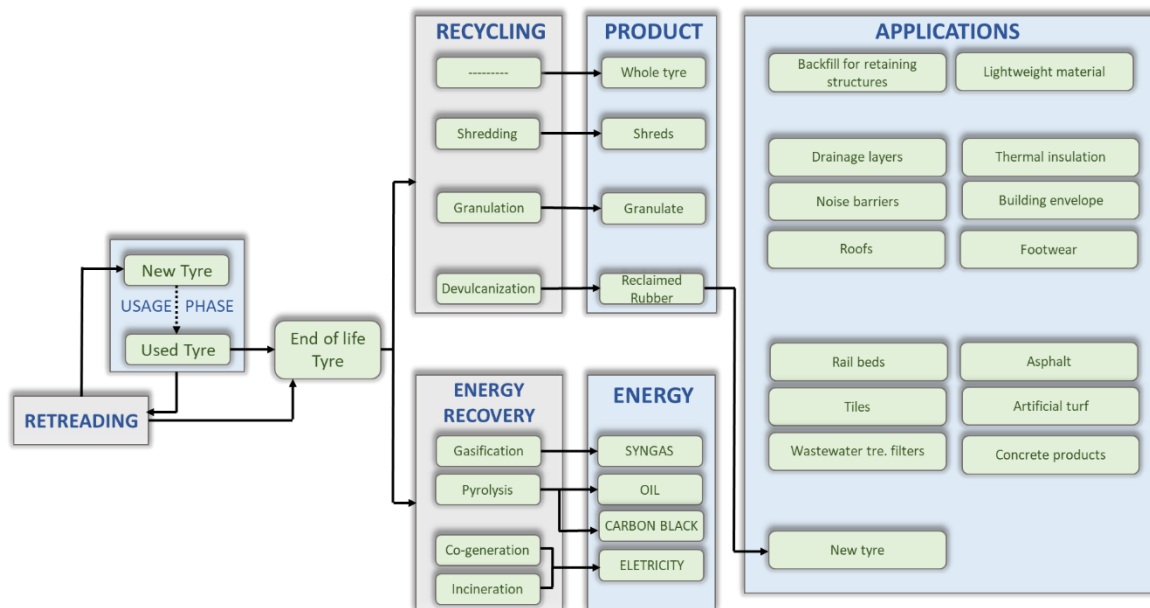 RECYCLING
PRODUCT
APPLICATIONS
---------
Whole tyre
Backfill for retaining
structures
Lightweight material
Shredding
Shreds
Drainage layers
Thermal insulation
Granulation
Granulate
Noise barriers
Building envelope
Roofs
Footwear
New Tyre
USAGE PHASE
Used Tyre
Devulcanization
Reclaimed
Rubber
End of life
Tyre
RETREADING
ENERGY
RECOVERY
ENERGY
Rail beds
Asphalt
Tiles
Artificial turf
Gasification
SYNGAS
Wastewater tre. filters
Concrete products
Pyrolysis
OIL
CARBON BLACK
Co-generation
ELETRICITY
Incineration
New tyre